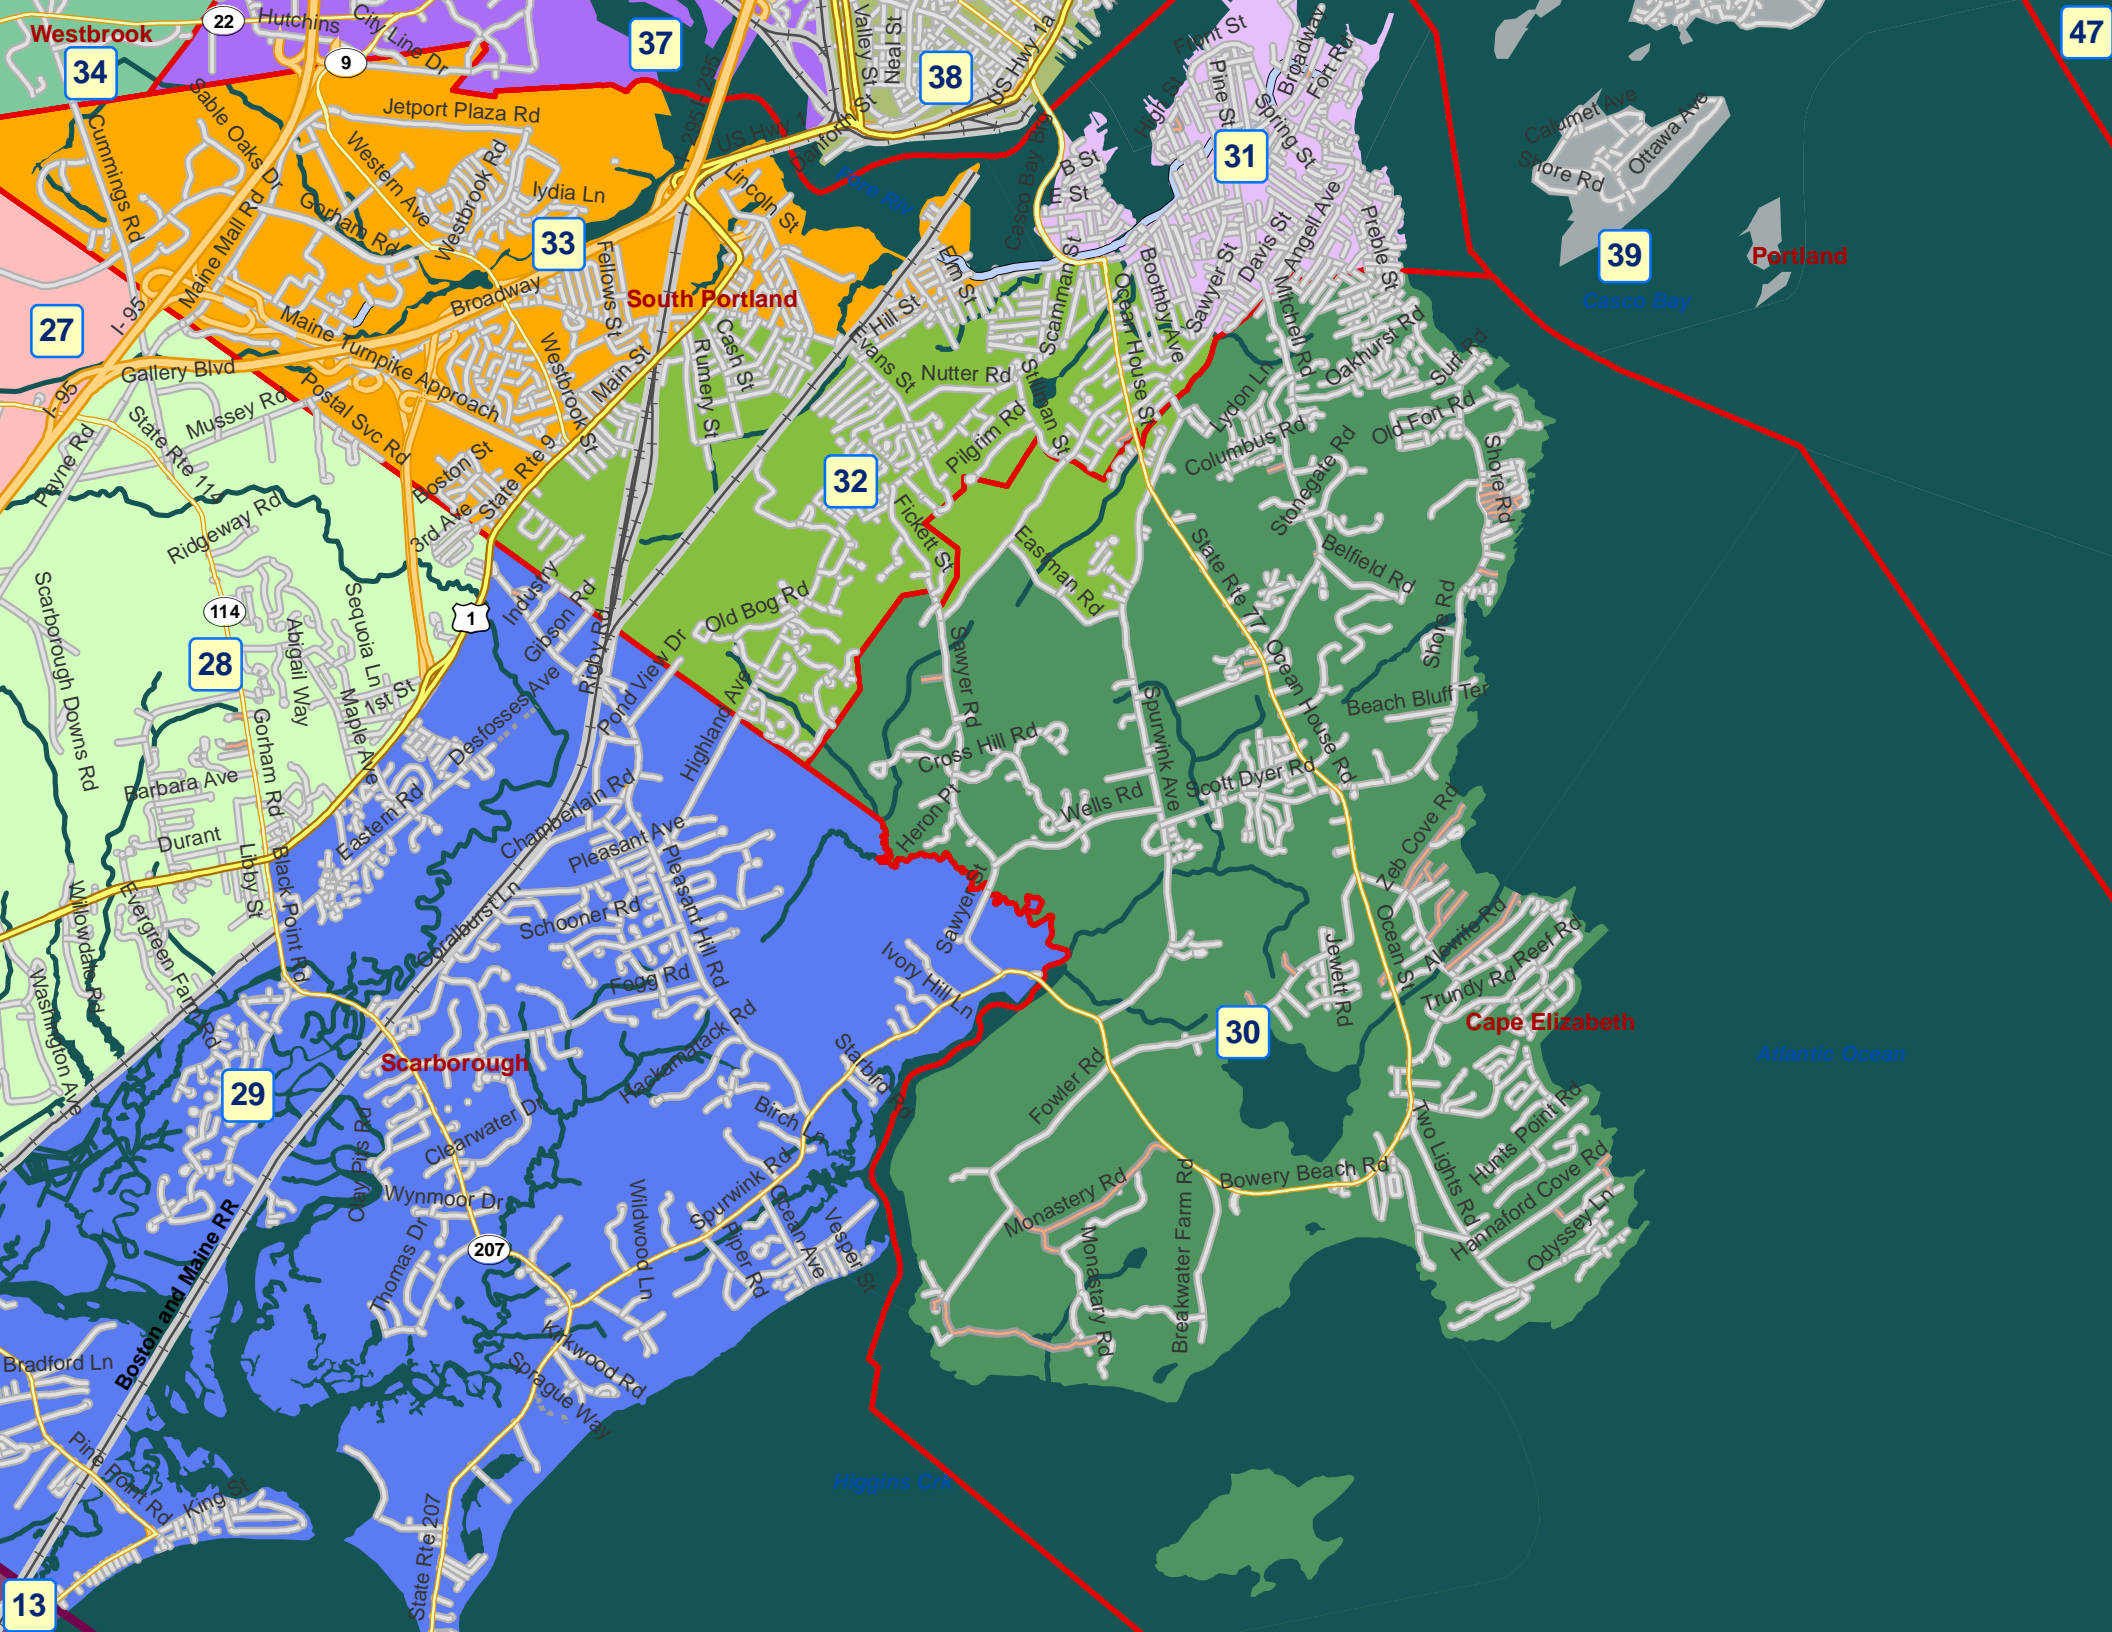 22
Hutchins
City Line Dr
37
Valley St
Neal St
38
US Hwy 1a
Front St
Broadway
Fort Rd
47
Westbrook
34
9
Sable Oaks Dr
Jetport Plaza Rd
295
I-295
US Hwy 1
Danforth St
High St
Pine St
Spring St
31
Calumet Ave
Shore Rd
Ottawa Ave
Cummings Rd
Western Ave
Westbrook Rd
lydia Ln
Lincoln St
Fore Riv
B St
E St
Gorham Rd
33
Casco Bay Brg
Maine Mall Rd
Fellows St
Elm St
Scamman St
Boothby Ave
Sawyer St
Davis St
Angell Ave
Preble St
39
Portland
Casco Bay
27
I- 95
Broadway
South Portland
Hill St
Ocean House St
Mitchell Rd
Oakhurst Rd
Surf Rd
Maine Turnpike Approach
Westbrook St
Main St
Rumery St
Cash St
Evans St
Nutter Rd
Stillman St
Gallery Blvd
I- 95
Mussey Rd
Postal Svc Rd
Lydon Ln
Old Fort Rd
Payne Rd
State Rte 114
Boston St
State Rte 9
32
Pilgrim Rd
Columbus Rd
Stonegate Rd
Shore Rd
Ridgeway Rd
3rd Ave
Fickett St
Eastman Rd
State Rte 77
Belfield Rd
Scarborough Downs Rd
114
Sequoia Ln
1
Industry
Gibson Rd
Rigby Rd
Old Bog Rd
Shore Rd
28
Abigail Way
Maple Ave
1st St
Desfosses Ave
Pond View Dr
Highland Ave
Sawyer Rd
Spurwink Ave
Ocean House Rd
Beach Bluff Ter
Gorham Rd
Barbara Ave
Cross Hill Rd
Scott Dyer Rd
Durant
Eastern Rd
Chamberlain Rd
Pleasant Ave
Heron Pt
Wells Rd
Zeb Cove Rd
Libby St
Black Point Rd
Willowdale Rd
Evergreen Farm Rd
Coralburst Ln
Schooner Rd
Pleasant Hill Rd
Sawyer St
Ocean St
Alewife Rd
Reef Rd
Trundy Rd
Jewett Rd
Washington Ave
Fogg Rd
Ivory Hill Ln
30
Cape Elizabeth
Atlantic Ocean
Scarborough
29
Hackamatack Rd
Starbird Rd
Fowler Rd
Clay Pits Rd
Clearwater Dr
Birch Ln
Two Lights Rd
Hunts Point Rd
Wynmoor Dr
Wildwood Ln
Spurwink Rd
Monastery Rd
Bowery Beach Rd
Hannaford Cove Rd
Odyssey Ln
207
Thomas Dr
Piper Rd
Ocean Ave
Vesper St
Monastary Rd
Breakwater Farm Rd
Boston and Maine RR
Bradford Ln
Kirkwood Rd
Sprague Way
Pine Point Rd
King St
Higgins Crk
State Rte 207
13